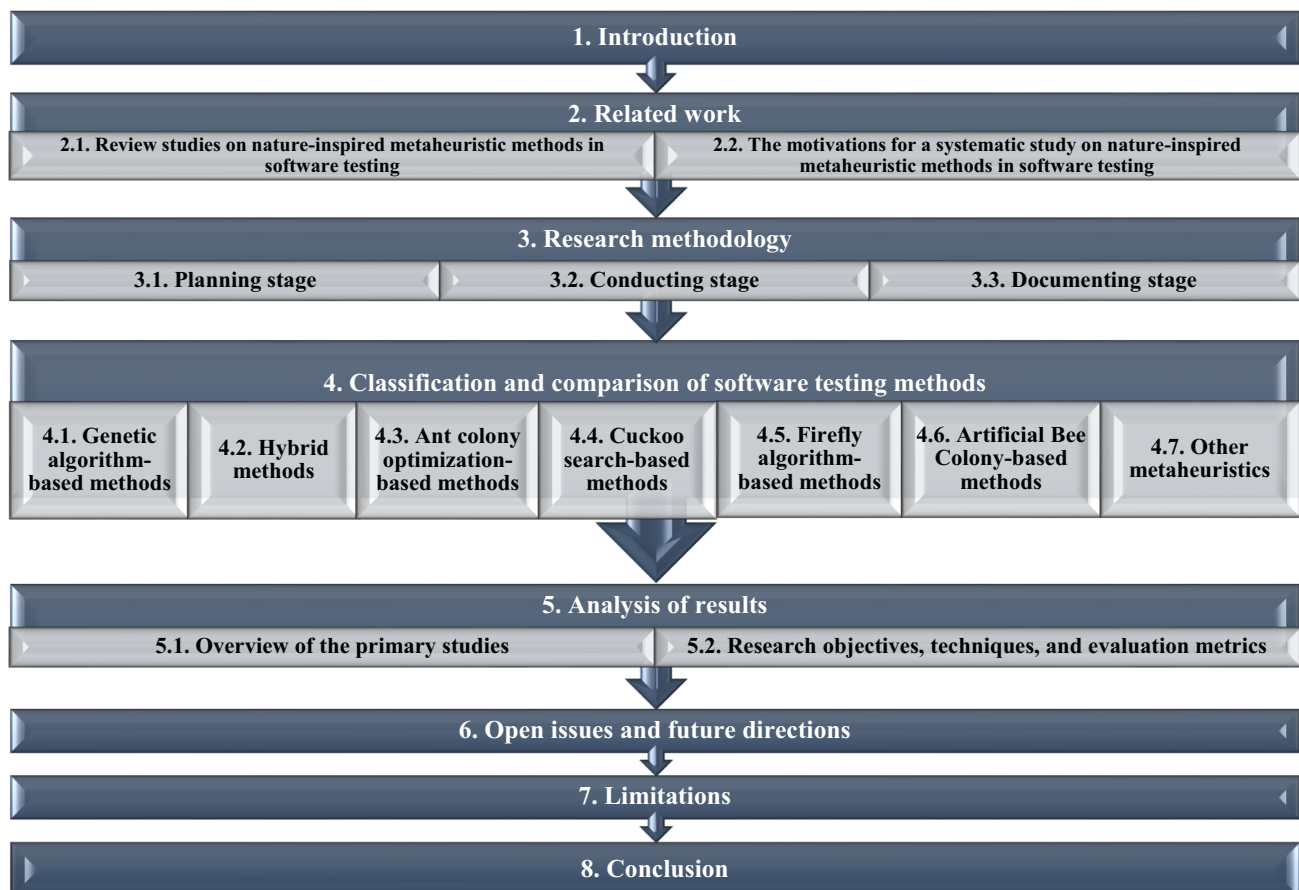 1. Introduction
2. Related work
2.1. Review studies on nature-inspired metaheuristic methods in
software testing
2.2. The motivations for a systematic study on nature-inspired
metaheuristic methods in software testing
3. Research methodology
3.1. Planning stage
3.2. Conducting stage
3.3. Documenting stage
4. Classification and comparison of software testing methods
4.1. Genetic
algorithm-
based methods
4.2. Hybrid
methods
4.3. Ant colony
optimization-
based methods
4.4. Cuckoo
search-based
methods
4.5. Firefly
algorithm-
based methods
4.6. Artificial Bee
Colony-based
methods
4.7. Other
metaheuristics
5. Analysis of results
5.1. Overview of the primary studies
5.2. Research objectives, techniques, and evaluation metrics
6. Open issues and future directions
7. Limitations
8. Conclusion